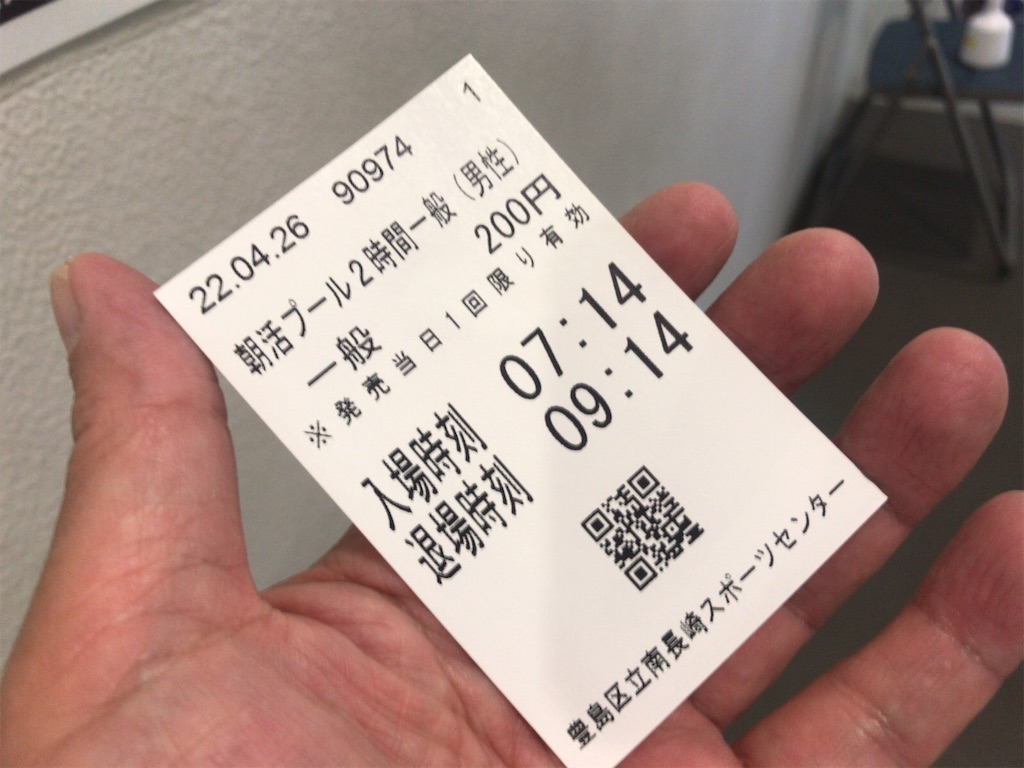 22.04.26 90974 1
朝活プール2時間一般（男性）
一般 200円
※発売当日1回限り有効
入場時刻 07:14
退場時刻 09:14
豊島区立南長崎スポーツセンター